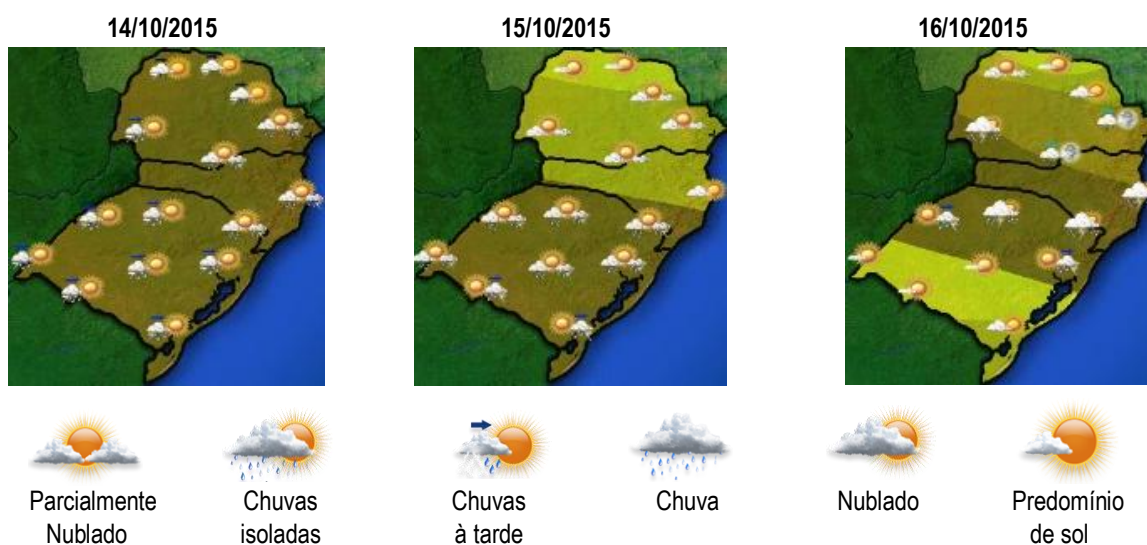 14/10/2015
15/10/2015
16/10/2015
Parcialmente
Nublado
Chuvas
isoladas
Chuvas
à tarde
Chuva
Nublado
Predomínio
de sol